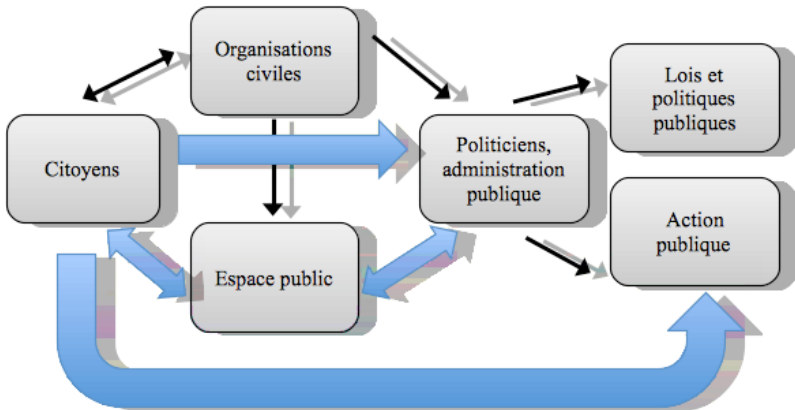 Organisations
civiles
Lois et
politiques
publiques
Citoyens
Politiciens,
administration
publique
Espace public
Action
publique